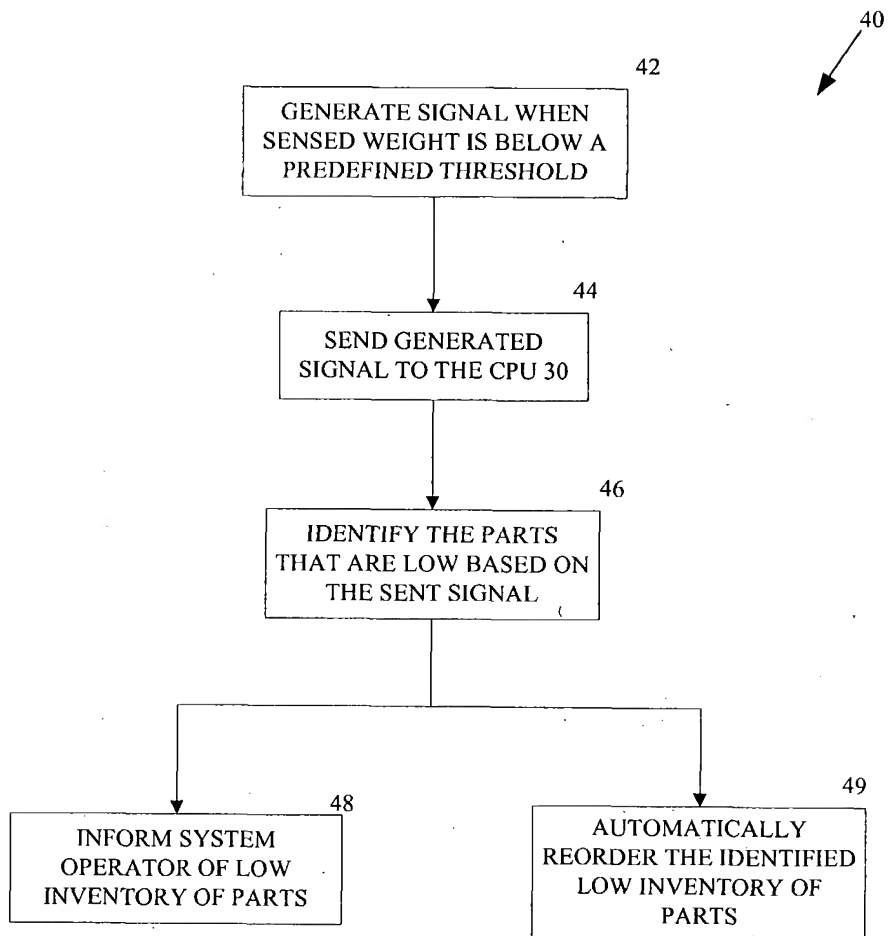 40
42
GENERATE SIGNAL WHEN
SENSED WEIGHT IS BELOW A
PREDEFINED THRESHOLD
44
SEND GENERATED
SIGNAL TO THE CPU 30
46
IDENTIFY THE PARTS
THAT ARE LOW BASED ON
THE SENT SIGNAL
48
INFORM SYSTEM
OPERATOR OF LOW
INVENTORY OF PARTS
49
AUTOMATICALLY
REORDER THE IDENTIFIED
LOW INVENTORY OF
PARTS